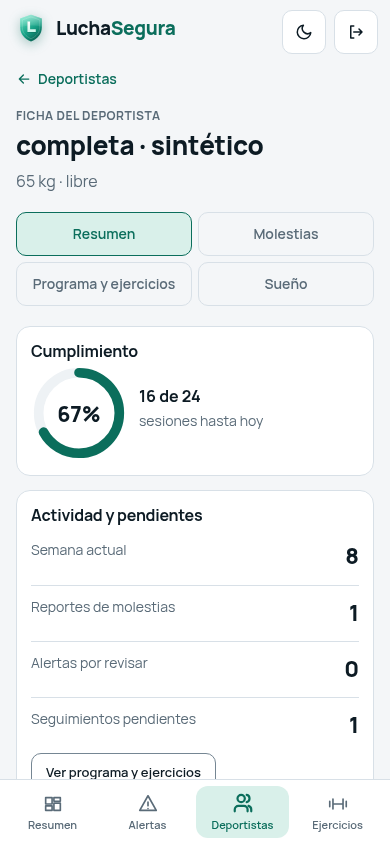 LuchaSegura
← Deportistas
FICHA DEL DEPORTISTA
completa · sintético
65 kg · libre
Resumen
Molestias
Programa y ejercicios
Sueño
Cumplimiento
67%
16 de 24
sesiones hasta hoy
Actividad y pendientes
Semana actual
8
Reportes de molestias
1
Alertas por revisar
0
Seguimientos pendientes
1
Ver programa y ejercicios
Resumen
Alertas
Deportistas
Ejercicios